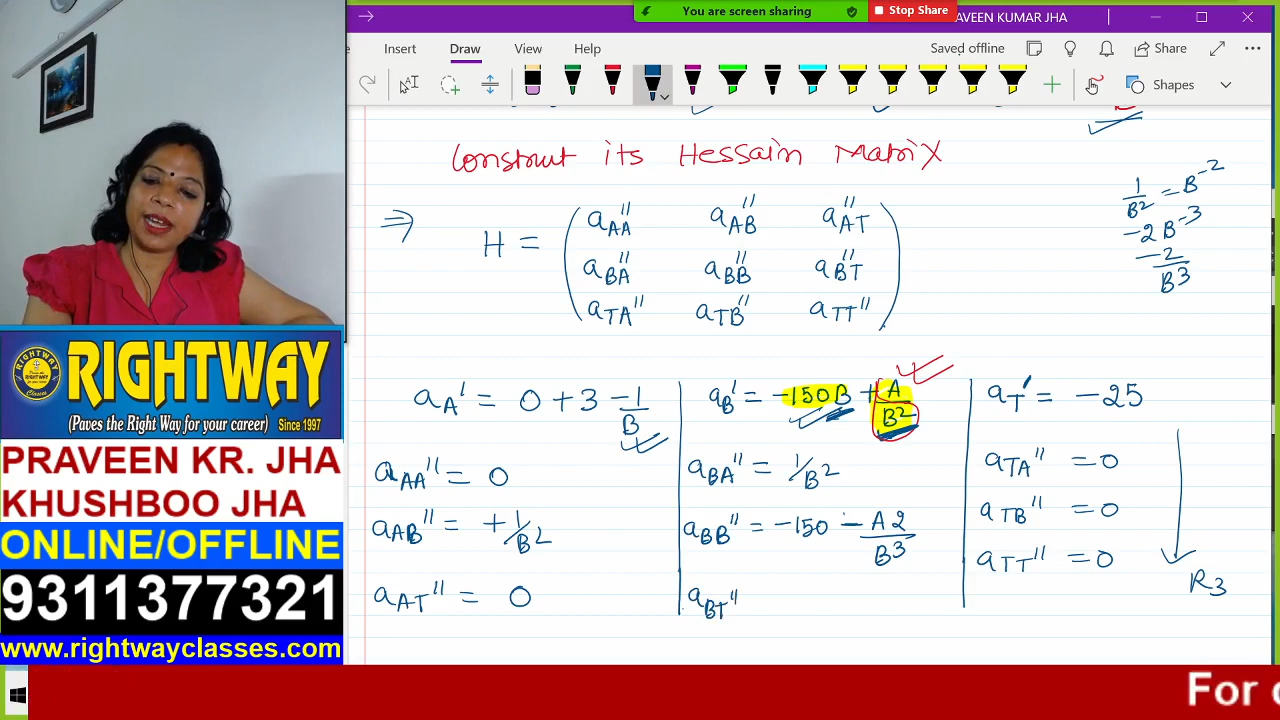 You are screen sharing
Stop Share
RAVEEN KUMAR JHA
Insert Draw View Help
Saved offline
Share
Shapes
Construt its Hessain Matrix
1/B² = B⁻²
-2B⁻³
-2/B³
⇒ H = ( a_AA'' a_AB'' a_AT''
a_BA'' a_BB'' a_BT''
a_TA'' a_TB'' a_TT'' )
a_A' = 0 + 3 - 1/B
a_AA'' = 0
a_AB'' = + 1/B²
a_AT'' = 0
a_B' = -150B + A/B²
a_BA'' = 1/B²
a_BB'' = -150 - A2/B³
a_BT''
a_T' = -25
a_TA'' = 0
a_TB'' = 0
a_TT'' = 0
R3
RIGHTWAY
(Paves the Right Way for your career) Since 1997
PRAVEEN KR. JHA
KHUSHBOO JHA
ONLINE/OFFLINE
9311377321
www.rightwayclasses.com
For